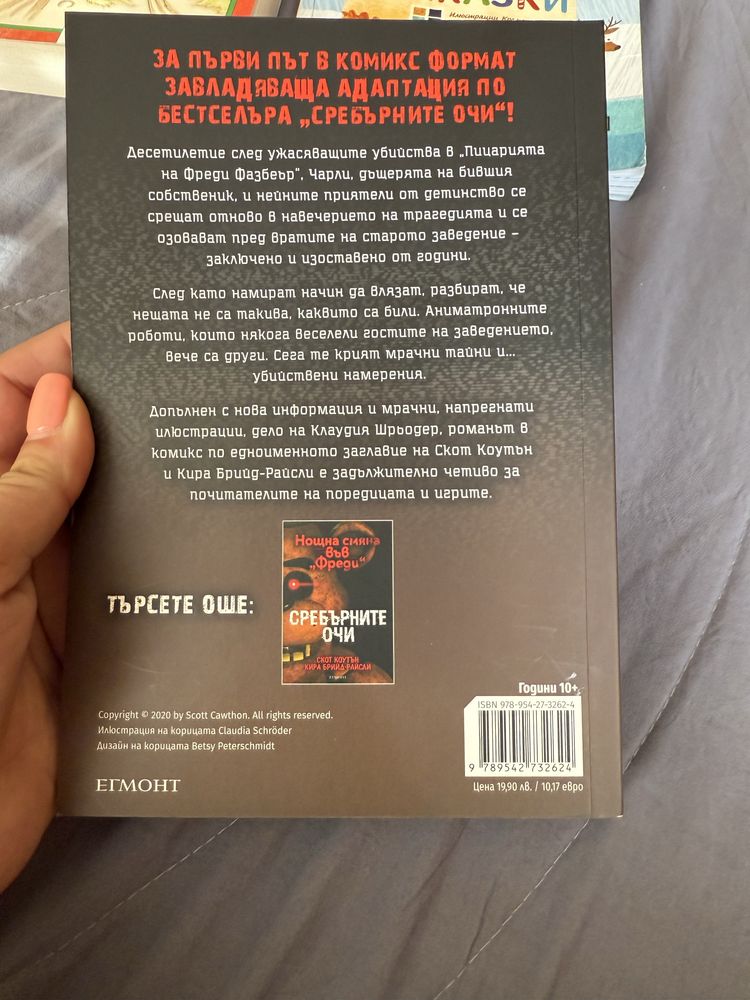 КАЗКИ
ЗА ПЪРВИ ПЪТ В КОМИКС ФОРМАТ
ЗАВЛАДЯВАЩА АДАПТАЦИЯ ПО
БЕСТСЕЛЪРА „СРЕБЪРНИТЕ ОЧИ“!
Десетилетие след ужасяващите убийства в „Пицарията
на Фреди Фазбеър“, Чарли, дъщерята на бившия
собственик, и нейните приятели от детинство се
срещат отново в навечерието на трагедията и се
озовават пред вратите на старото заведение –
заключено и изоставено от години.
След като намират начин да влязат, разбират, че
нещата не са такива, каквито са били. Аниматронните
роботи, които някога веселели гостите на заведението,
вече са други. Сега те крият мрачни тайни и...
убийствени намерения.
Допълнен с нова информация и мрачни, напрегнати
илюстрации, дело на Клаудия Шрьодер, романът в
комикс по едноименното заглавие на Скот Коутън
и Кира Брийд-Райсли е задължително четиво за
почитателите на поредицата и игрите.
Нощна смяна
във
„Фреди“
СРЕБЪРНИТЕ
ОЧИ
СКОТ КОУТЪН
КИРА БРИЙД-РАЙСЛИ
ЕГМОНТ
ТЪРСЕТЕ ОЩЕ:
Години 10+
ISBN 978-954-27-3262-4
9 789542 732624
Цена 19,90 лв. / 10,17 евро
Copyright © 2020 by Scott Cawthon. All rights reserved.
Илюстрация на корицата Claudia Schröder
Дизайн на корицата Betsy Peterschmidt
ЕГМОНТ